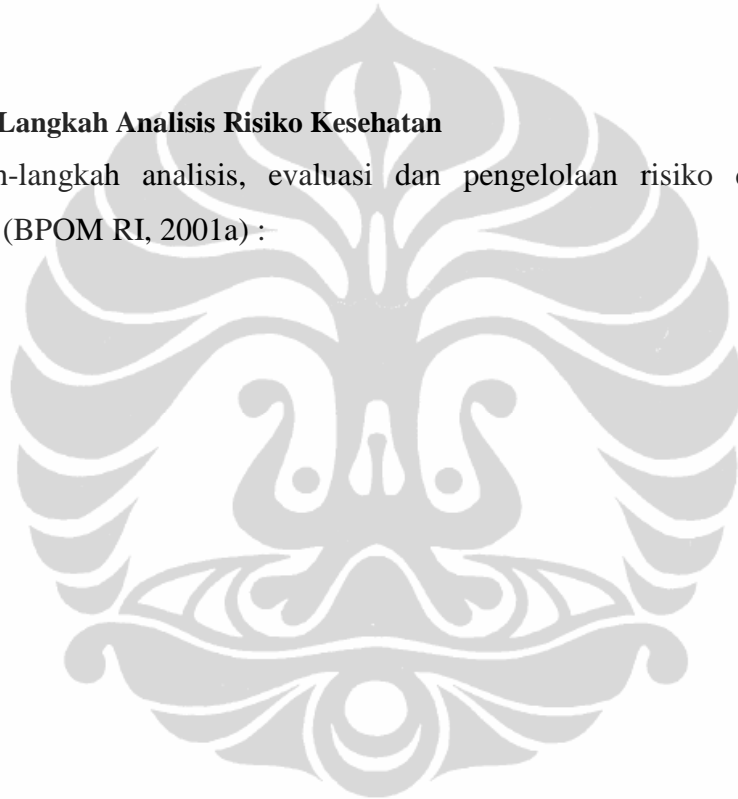 Langkah Analisis Risiko Kesehatan
n-langkah analisis, evaluasi dan pengelolaan risiko
(BPOM RI, 2001a) :